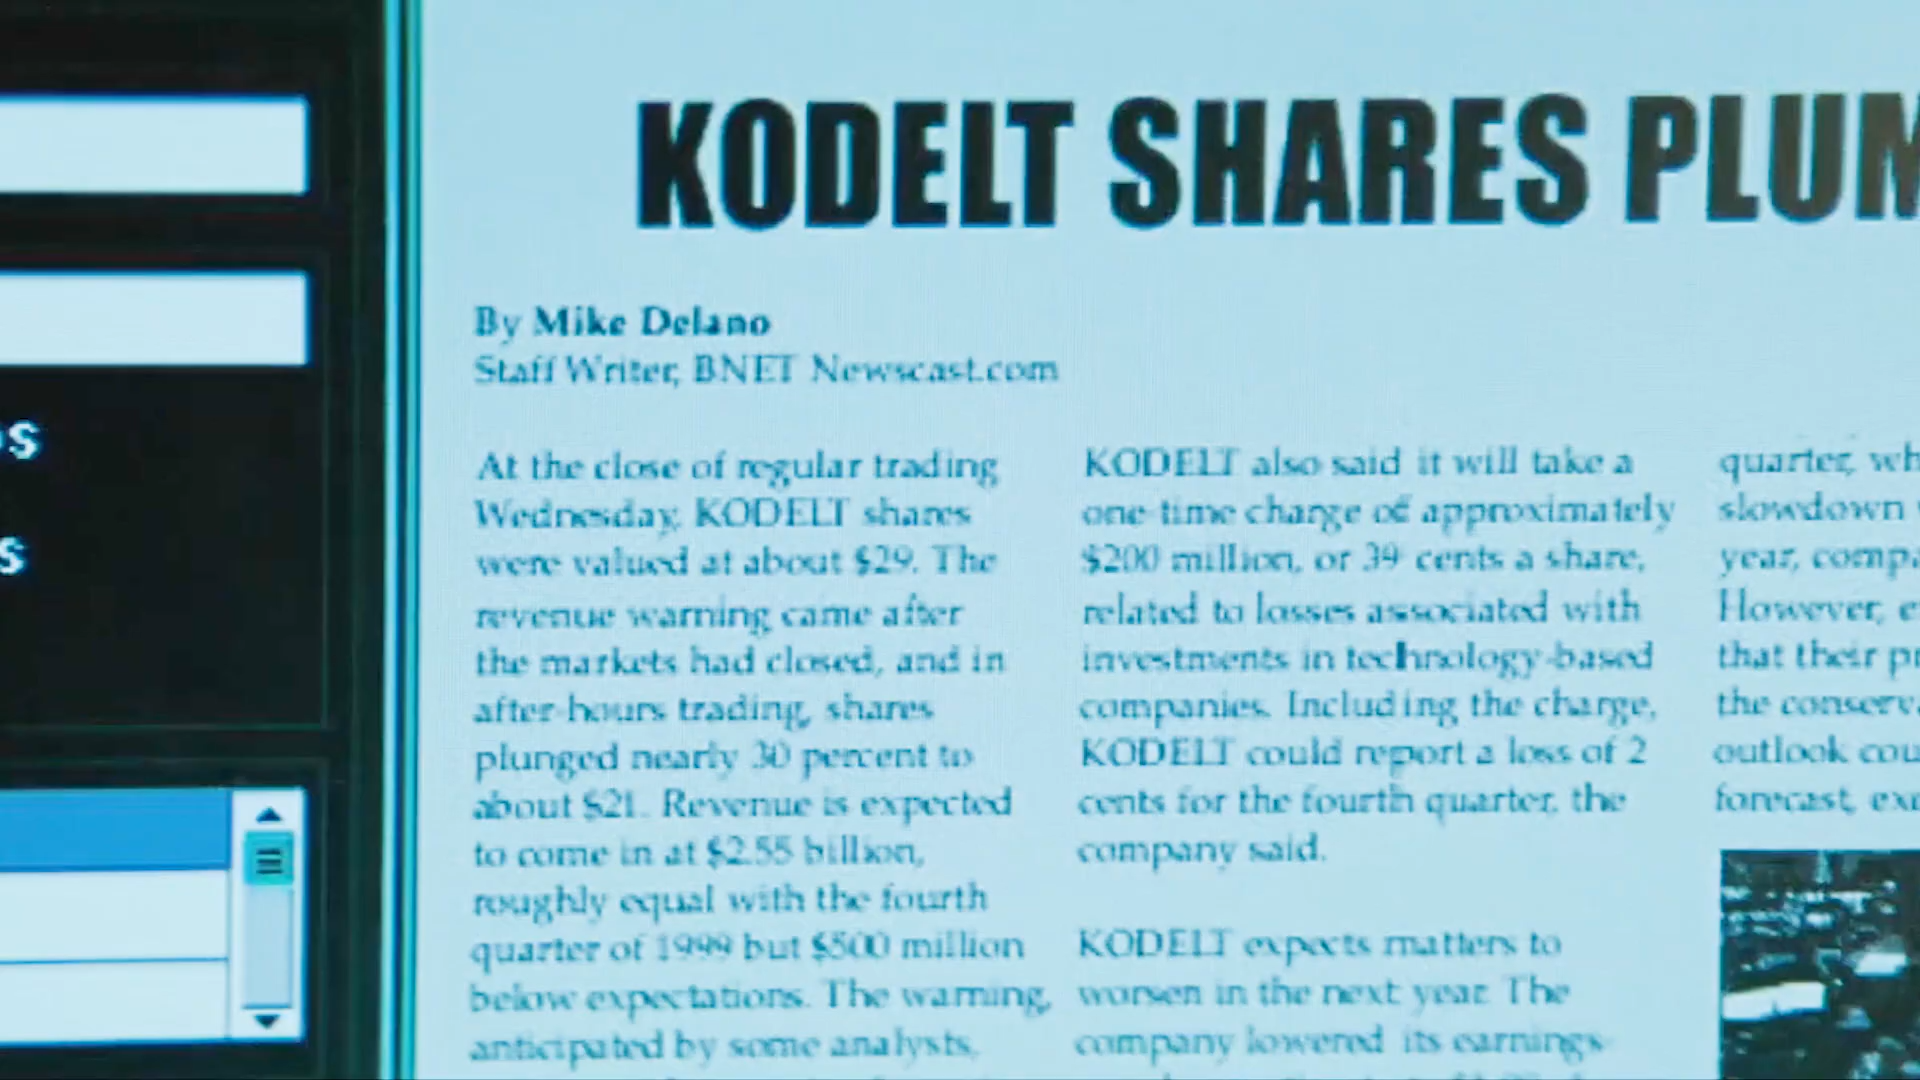 KODELT SHARES PLUM
By Mike Delano
Staff Writer, BNET Newscast.com
At the close of regular trading
Wednesday, KODELT shares
were valued at about $29. The
revenue warning came after
the markets had closed, and in
after-hours trading, shares
plunged nearly 30 percent to
about $21. Revenue is expected
to come in at $2.55 billion,
roughly equal with the fourth
quarter of 1999 but $500 million
below expectations. The warning,
anticipated by some analysts,
KODELT also said it will take a
one-time charge of approximately
$200 million, or 39 cents a share,
related to losses associated with
investments in technology-based
companies. Including the charge,
KODELT could report a loss of 2
cents for the fourth quarter, the
company said.
KODELT expects matters to
worsen in the next year. The
company lowered its earnings-
quarter, wh
slowdown
year, compa
However, e
that their pr
the conserva
outlook cou
forecast, exc
s
s